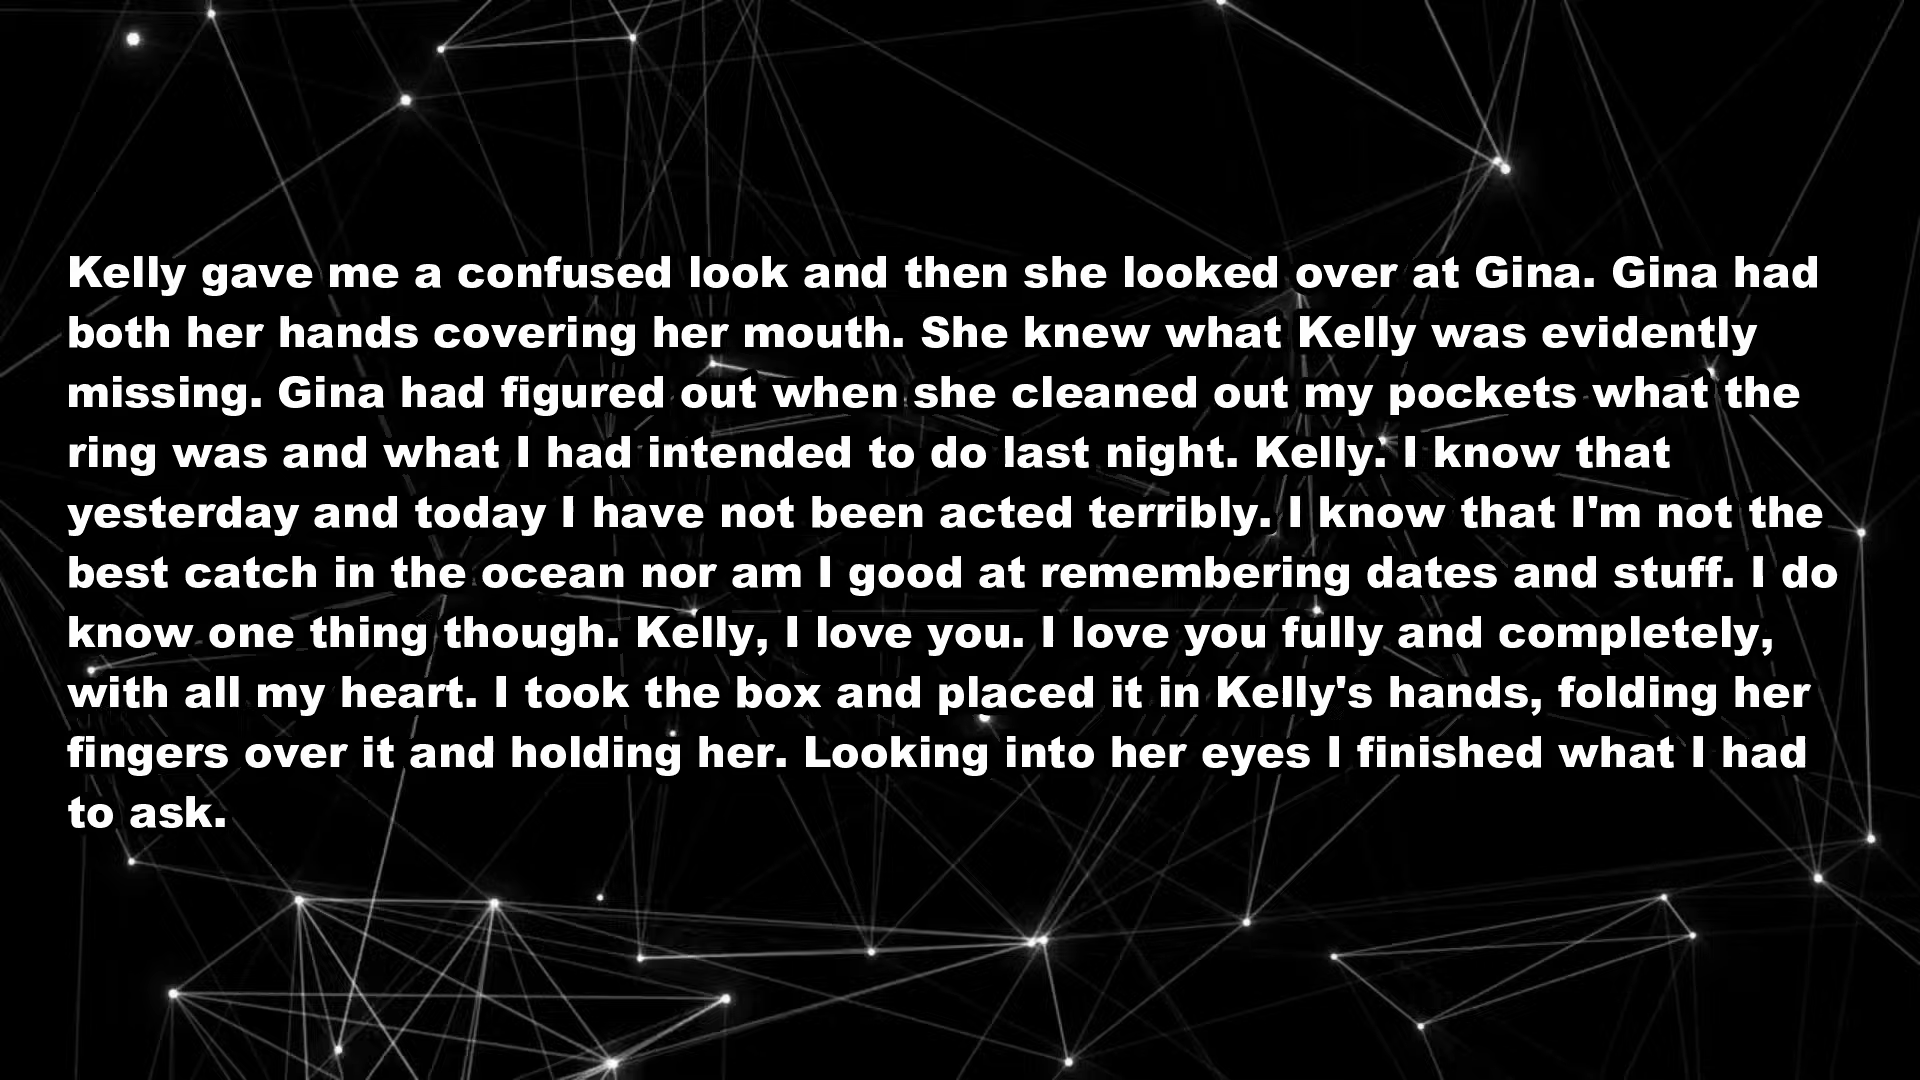 Kelly gave me a confused look and then she looked over at Gina. Gina had
both her hands covering her mouth. She knew what Kelly was evidently
missing. Gina had figured out when she cleaned out my pockets what the
ring was and what I had intended to do last night. Kelly. I know that
yesterday and today I have not been acted terribly. I know that I'm not the
best catch in the ocean nor am I good at remembering dates and stuff. I do
know one thing though. Kelly, I love you. I love you fully and completely,
with all my heart. I took the box and placed it in Kelly's hands, folding her
fingers over it and holding her. Looking into her eyes I finished what I had
to ask.